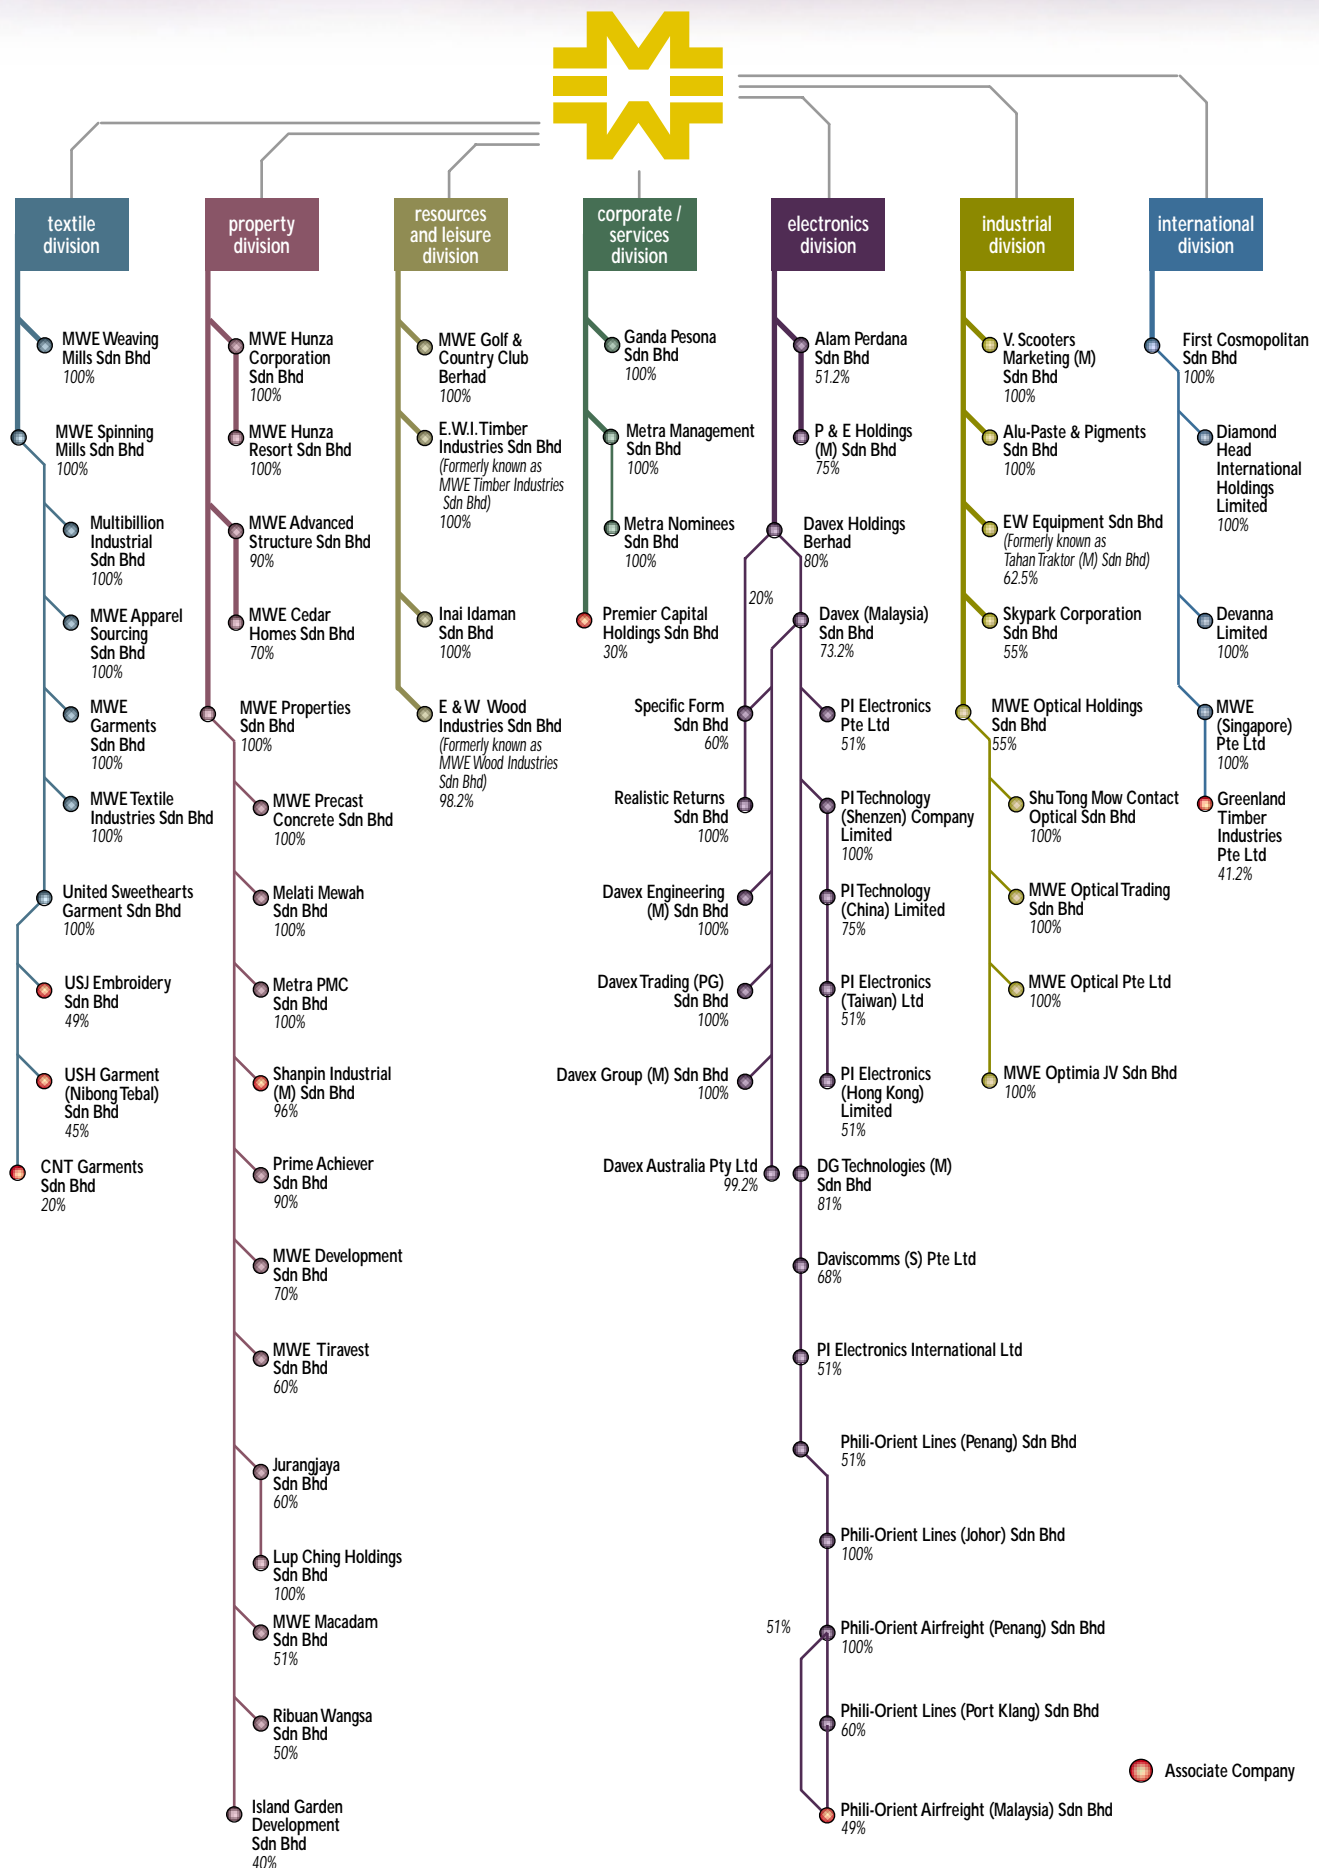 textile
division
MWE Weaving
Mills Sdn Bhd
100%
MWE Spinning
Mills Sdn Bhd
100%
Multibillion
Industrial
Sdn Bhd
100%
MWE Apparel
Sourcing
Sdn Bhd
100%
MWE
Garments
Sdn Bhd
100%
MWE Textile
Industries Sdn Bhd
100%
United Sweethearts
Garment Sdn Bhd
100%
USJ Embroidery
Sdn Bhd
49%
USH Garment
(Nibong Tebal)
Sdn Bhd
45%
CNT Garments
Sdn Bhd
20%
property
division
MWE Hunza
Corporation
Sdn Bhd
100%
MWE Hunza
Resort Sdn Bhd
100%
MWE Advanced
Structure Sdn Bhd
90%
MWE Cedar
Homes Sdn Bhd
70%
MWE Properties
Sdn Bhd
100%
MWE Precast
Concrete Sdn Bhd
100%
Melati Mewah
Sdn Bhd
100%
Metra PMC
Sdn Bhd
100%
Shanpin Industrial
(M) Sdn Bhd
96%
Prime Achiever
Sdn Bhd
90%
MWE Development
Sdn Bhd
70%
MWE Tiravest
Sdn Bhd
60%
Jurangjaya
Sdn Bhd
60%
Lup Ching Holdings
Sdn Bhd
100%
MWE Macadam
Sdn Bhd
51%
Ribuan Wangsa
Sdn Bhd
50%
Island Garden
Development
Sdn Bhd
40%
resources
and leisure
division
MWE Golf &
Country Club
Berhad
100%
E.W.I. Timber
Industries Sdn Bhd
(Formerly known as
MWE Timber Industries
Sdn Bhd)
100%
Inai Idaman
Sdn Bhd
100%
E & W Wood
Industries Sdn Bhd
(Formerly known as
MWE Wood Industries
Sdn Bhd)
98.2%
corporate /
services
division
Ganda Pesona
Sdn Bhd
100%
Metra Management
Sdn Bhd
100%
Metra Nominees
Sdn Bhd
100%
Premier Capital
Holdings Sdn Bhd
30%
electronics
division
Alam Perdana
Sdn Bhd
51.2%
P & E Holdings
(M) Sdn Bhd
75%
Davex Holdings
Berhad
80%
20%
Davex (Malaysia)
Sdn Bhd
73.2%
Specific Form
Sdn Bhd
60%
Realistic Returns
Sdn Bhd
100%
Davex Engineering
(M) Sdn Bhd
100%
Davex Trading (PG)
Sdn Bhd
100%
Davex Group (M) Sdn Bhd
100%
Davex Australia Pty Ltd
99.2%
PI Electronics
Pte Ltd
51%
PI Technology
(Shenzen) Company
Limited
100%
PI Technology
(China) Limited
75%
PI Electronics
(Taiwan) Ltd
51%
PI Electronics
(Hong Kong)
Limited
51%
DG Technologies (M)
Sdn Bhd
81%
Daviscomms (S) Pte Ltd
68%
PI Electronics International Ltd
51%
Phili-Orient Lines (Penang) Sdn Bhd
51%
Phili-Orient Lines (Johor) Sdn Bhd
100%
51%
Phili-Orient Airfreight (Penang) Sdn Bhd
100%
Phili-Orient Lines (Port Klang) Sdn Bhd
60%
Phili-Orient Airfreight (Malaysia) Sdn Bhd
49%
industrial
division
V. Scooters
Marketing (M)
Sdn Bhd
100%
Alu-Paste & Pigments
Sdn Bhd
100%
EW Equipment Sdn Bhd
(Formerly known as
Tahan Traktor (M) Sdn Bhd)
62.5%
Skypark Corporation
Sdn Bhd
55%
MWE Optical Holdings
Sdn Bhd
55%
Shu Tong Mow Contact
Optical Sdn Bhd
100%
MWE Optical Trading
Sdn Bhd
100%
MWE Optical Pte Ltd
100%
MWE Optimia JV Sdn Bhd
100%
international
division
First Cosmopolitan
Sdn Bhd
100%
Diamond
Head
International
Holdings
Limited
100%
Devanna
Limited
100%
MWE
(Singapore)
Pte Ltd
100%
Greenland
Timber
Industries
Pte Ltd
41.2%
Associate Company